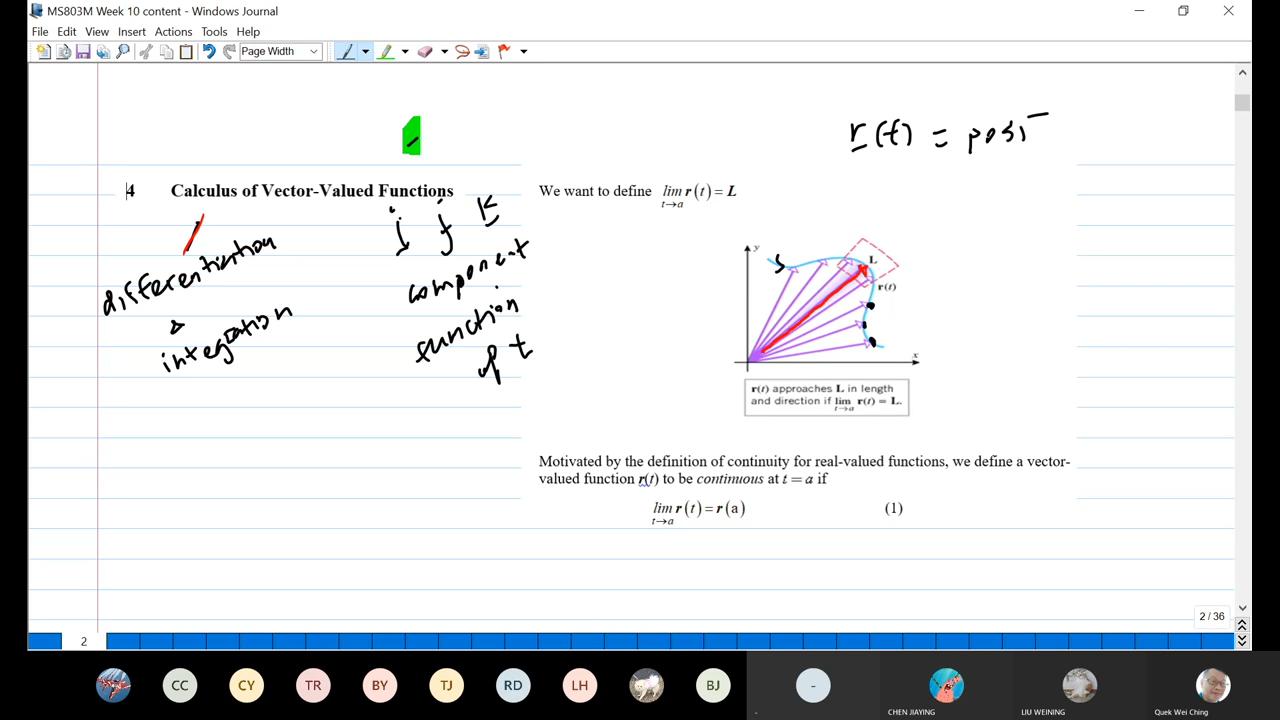 MS803M Week 10 content - Windows Journal
File Edit View Insert Actions Tools Help
Page Width
r(t) = posi
4 Calculus of Vector-Valued Functions
We want to define lim r(t) = L
t→a
i j k
differentiation
&
integration
component
function
of t
y
L
r(t)
x
r(t) approaches L in length
and direction if lim r(t) = L.
t→a
Motivated by the definition of continuity for real-valued functions, we define a vector-
valued function r(t) to be continuous at t = a if
lim r(t) = r(a) (1)
t→a
2 / 36
2
CC CY TR BY TJ RD LH BJ -
- CHEN JIAYING LIU WEINING Quek Wei Ching